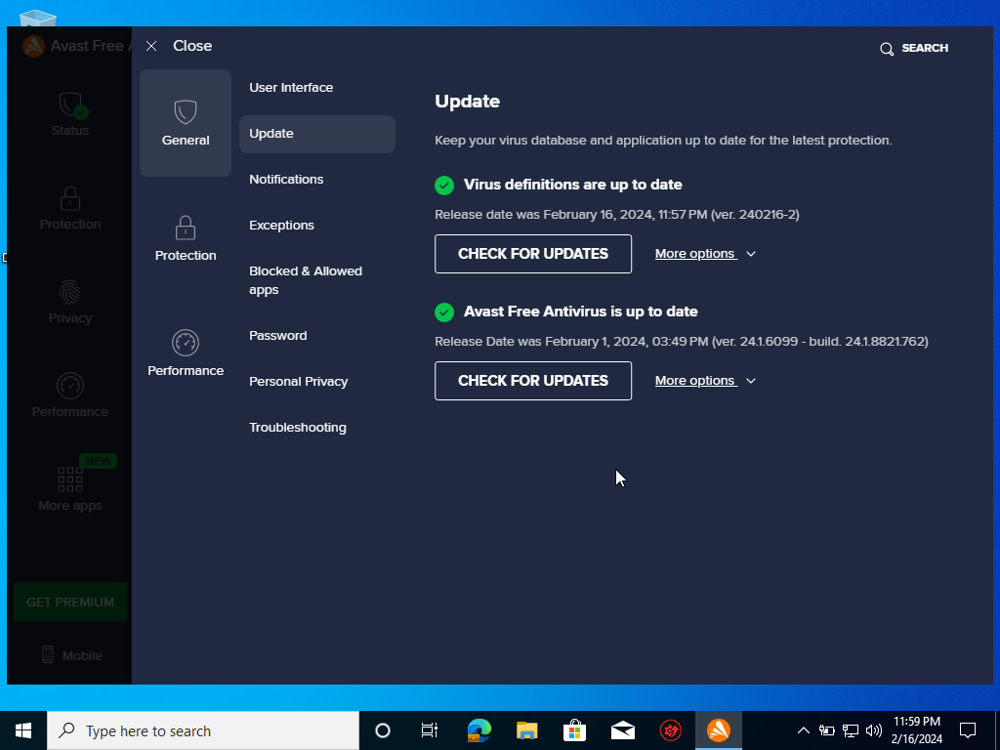 Avast Free A
Close
SEARCH
Status
Protection
Privacy
Performance
NEW
More apps
GET PREMIUM
Mobile
General
Protection
Performance
User Interface
Update
Notifications
Exceptions
Blocked & Allowed
apps
Password
Personal Privacy
Troubleshooting
Update
Keep your virus database and application up to date for the latest protection.
Virus definitions are up to date
Release date was February 16, 2024, 11:57 PM (ver. 240216-2)
CHECK FOR UPDATES
More options
Avast Free Antivirus is up to date
Release Date was February 1, 2024, 03:49 PM (ver. 24.1.6099 - build. 24.1.8821.762)
CHECK FOR UPDATES
More options
Type here to search
11:59 PM
2/16/2024